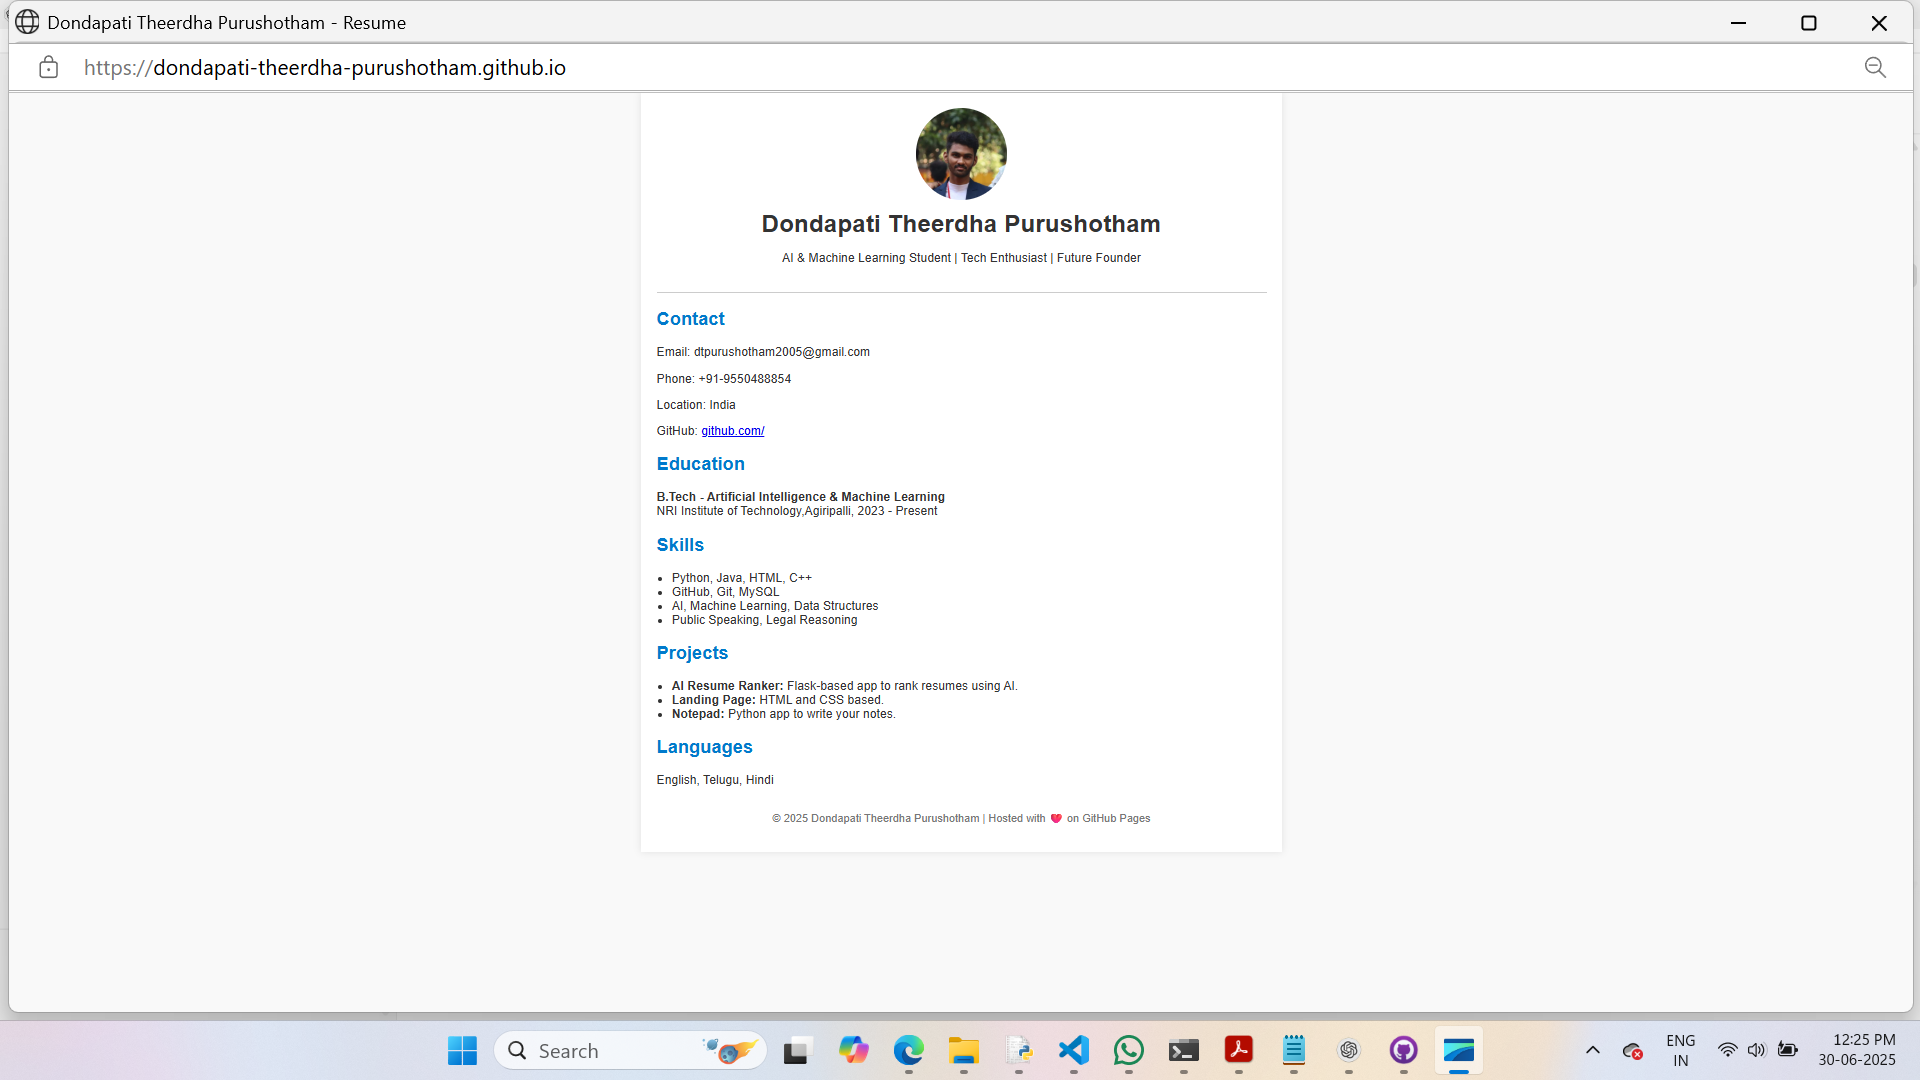 Dondapati Theerdha Purushotham - Resume
https://dondapati-theerdha-purushotham.github.io
Dondapati Theerdha Purushotham
AI & Machine Learning Student | Tech Enthusiast | Future Founder
Contact
Email: dtpurushotham2005@gmail.com
Phone: +91-9550488854
Location: India
GitHub: github.com/
Education
B.Tech - Artificial Intelligence & Machine Learning
NRI Institute of Technology,Agiripalli, 2023 - Present
Skills
• Python, Java, HTML, C++
• GitHub, Git, MySQL
• AI, Machine Learning, Data Structures
• Public Speaking, Legal Reasoning
Projects
• AI Resume Ranker: Flask-based app to rank resumes using AI.
• Landing Page: HTML and CSS based.
• Notepad: Python app to write your notes.
Languages
English, Telugu, Hindi
© 2025 Dondapati Theerdha Purushotham | Hosted with ❤ on GitHub Pages
Search
ENG
IN
12:25 PM
30-06-2025